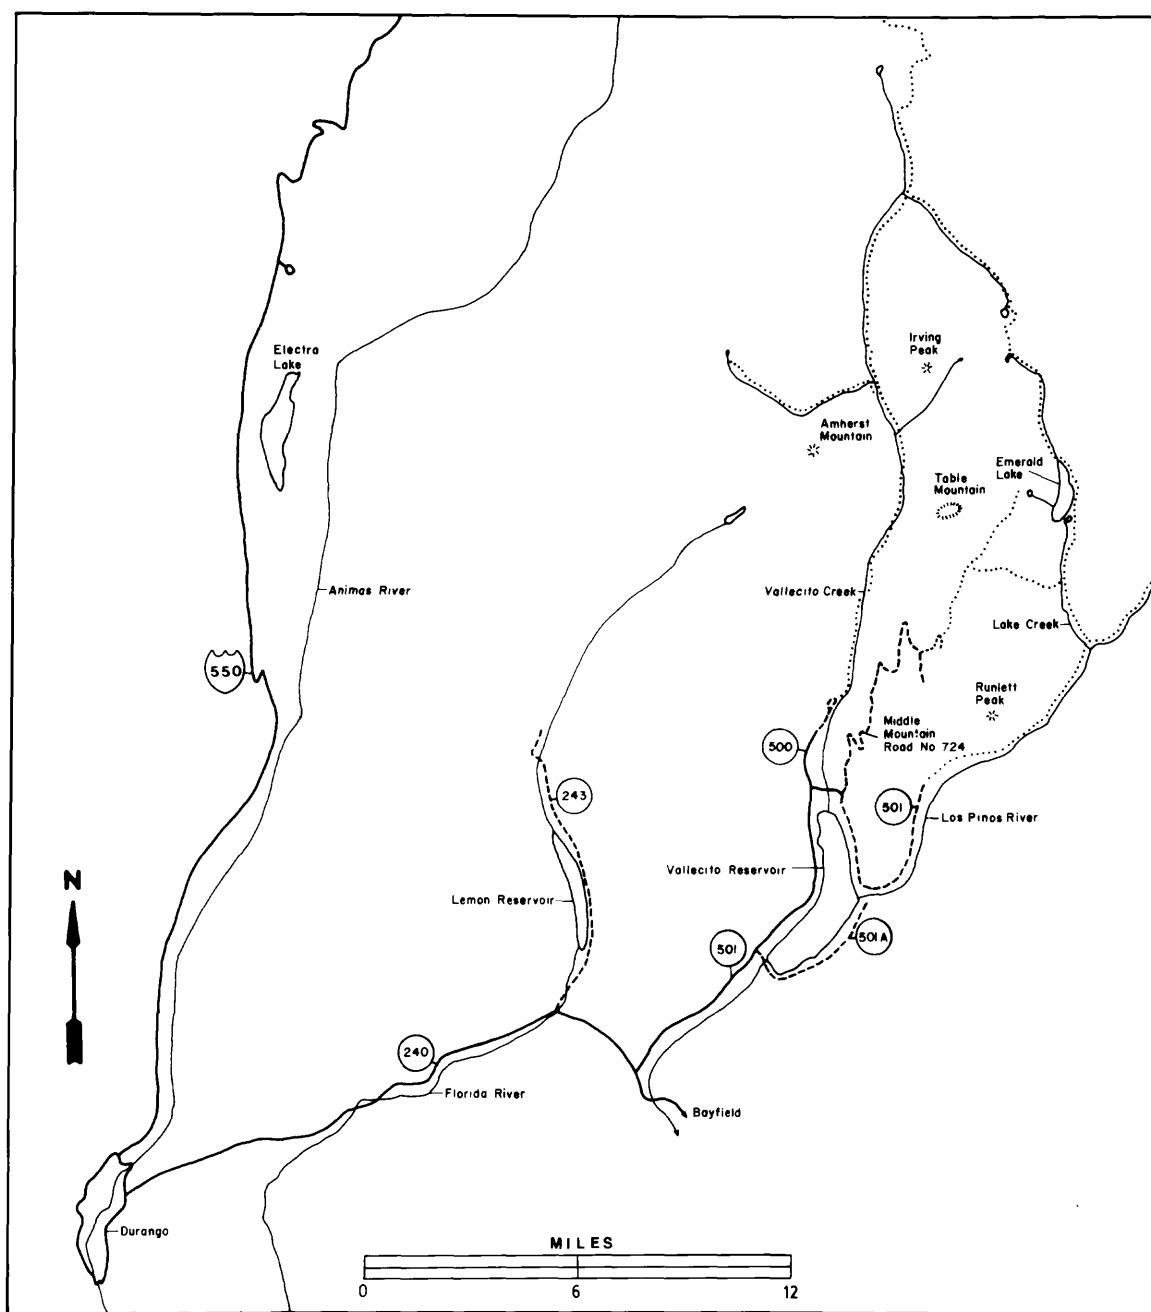 Electra
Lake
Irving
Peak
Amherst
Mountain
Emerald
Lake
Table
Mountain
Animas River
Vallecito Creek
Lake Creek
550
Runlett
Peak
Middle
Mountain
Road No 724
500
243
501
Los Pinos River
Vallecito Reservoir
N
Lemon Reservoir
501
501A
240
Florida River
Bayfield
Durango
MILES
0 6 12